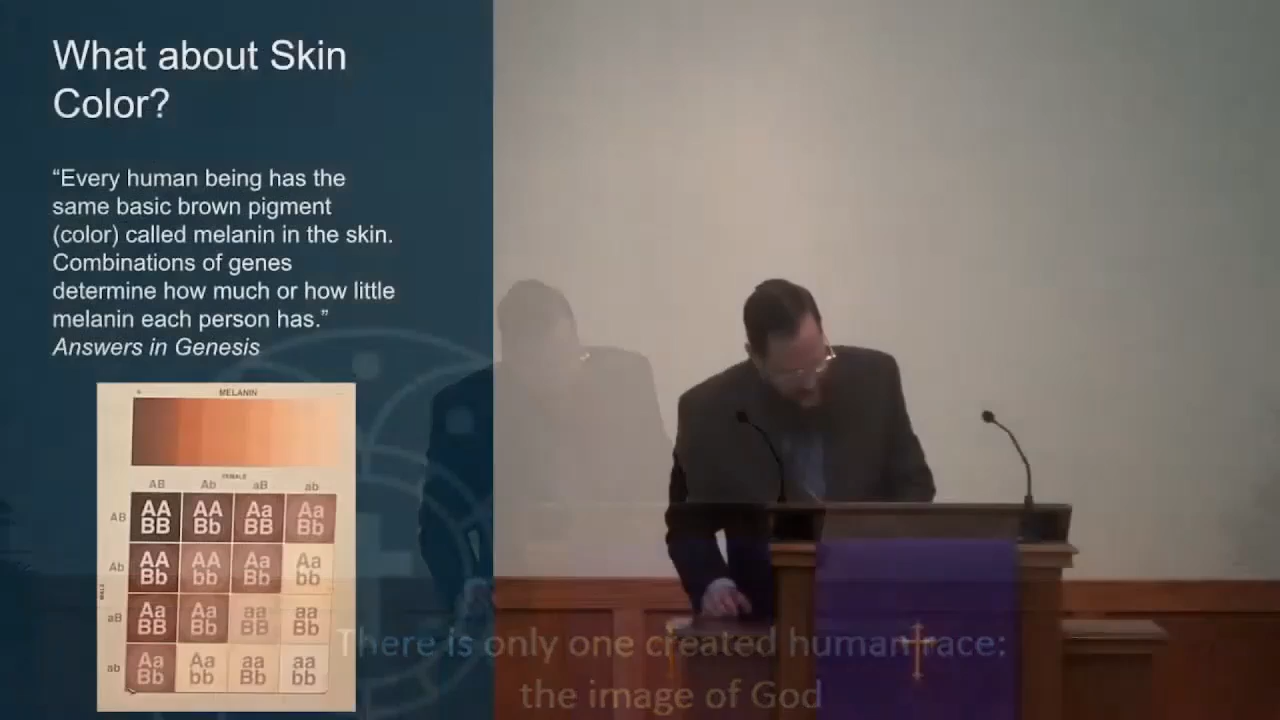 What about Skin
Color?
“Every human being has the
same basic brown pigment
(color) called melanin in the skin.
Combinations of genes
determine how much or how little
melanin each person has.”
Answers in Genesis
MELANIN
FEMALE
AB Ab aB ab
AB AA AA Aa Aa
BB Bb BB Bb
Ab AA AA Aa Aa
Bb bb Bb bb
MALE
aB Aa Aa aa aa
BB Bb BB Bb
ab Aa Aa aa aa
Bb bb Bb bb
There is only one created human race:
the image of God